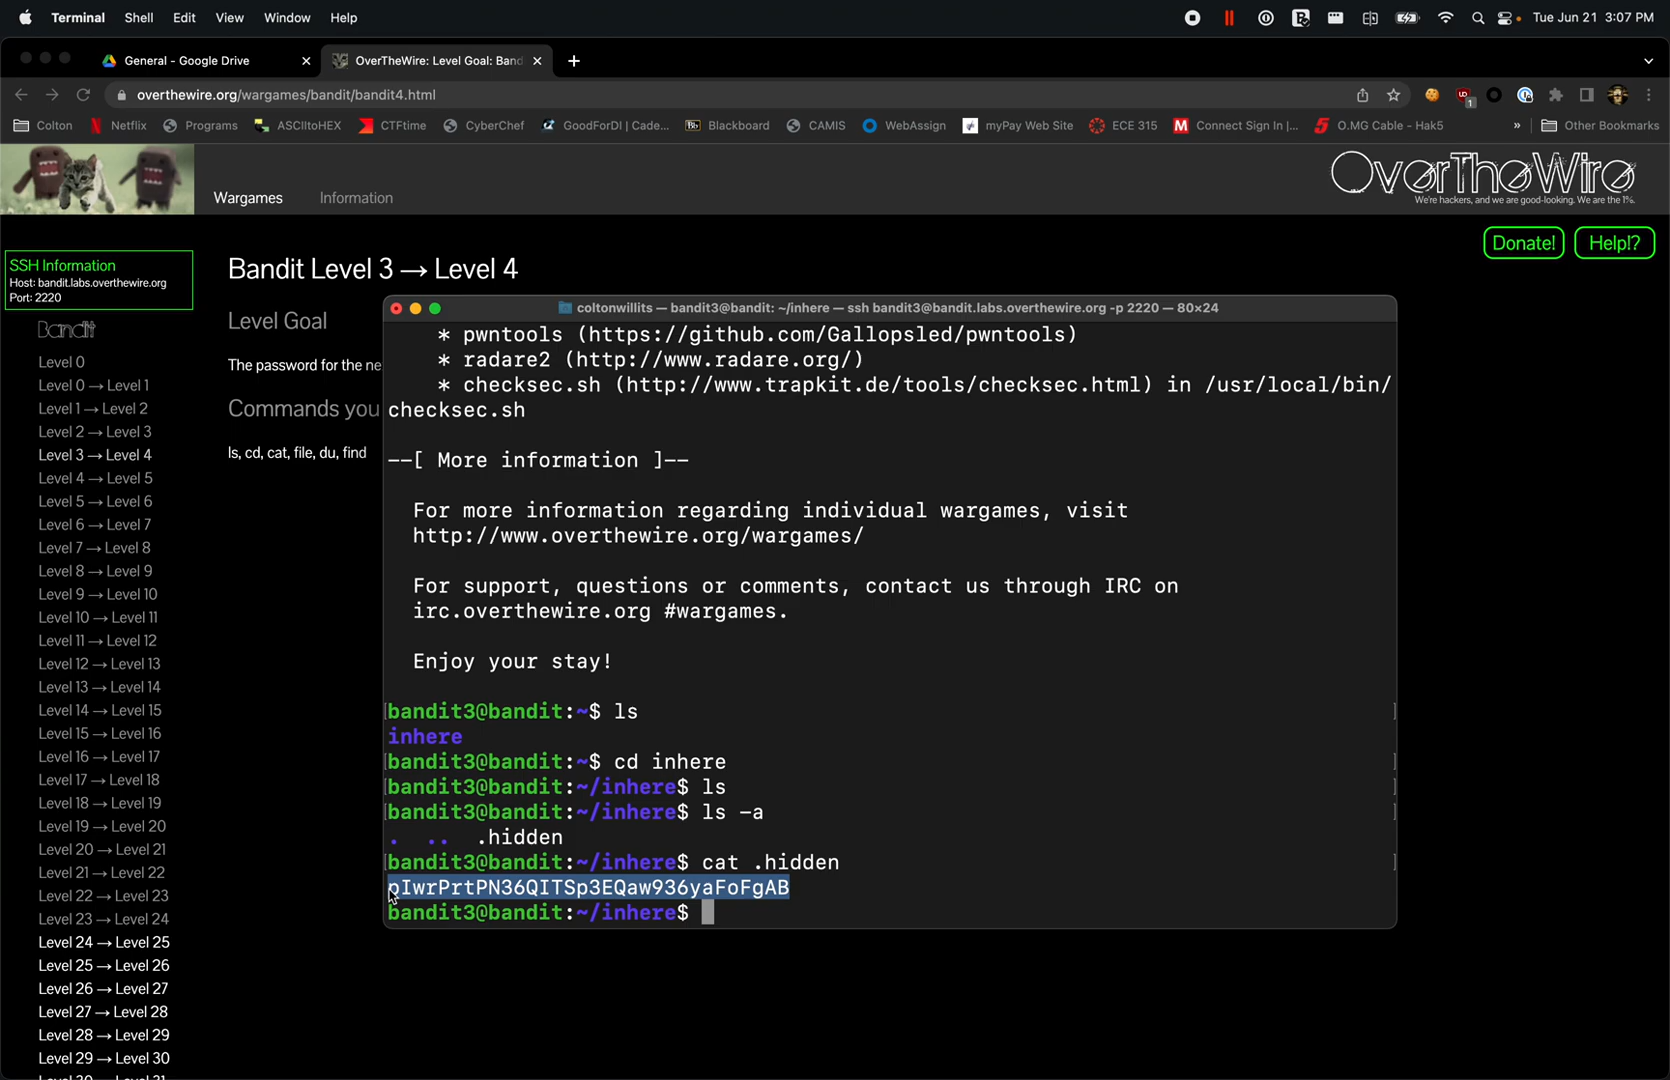 Terminal Shell Edit View Window Help Tue Jun 21 3:07 PM
General - Google Drive OverTheWire: Level Goal: Band
overthewire.org/wargames/bandit/bandit4.html
Colton Netflix Programs ASCIItoHEX CTFtime CyberChef GoodForDI | Cade... Blackboard CAMIS WebAssign myPay Web Site ECE 315 Connect Sign In |... O.MG Cable - Hak5 » Other Bookmarks
Wargames Information
OverTheWire
We're hackers, and we are good-looking. We are the 1%.
Donate! Help!?
SSH Information
Host: bandit.labs.overthewire.org
Port: 2220
Bandit
Level 0
Level 0 → Level 1
Level 1 → Level 2
Level 2 → Level 3
Level 3 → Level 4
Level 4 → Level 5
Level 5 → Level 6
Level 6 → Level 7
Level 7 → Level 8
Level 8 → Level 9
Level 9 → Level 10
Level 10 → Level 11
Level 11 → Level 12
Level 12 → Level 13
Level 13 → Level 14
Level 14 → Level 15
Level 15 → Level 16
Level 16 → Level 17
Level 17 → Level 18
Level 18 → Level 19
Level 19 → Level 20
Level 20 → Level 21
Level 21 → Level 22
Level 22 → Level 23
Level 23 → Level 24
Level 24 → Level 25
Level 25 → Level 26
Level 26 → Level 27
Level 27 → Level 28
Level 28 → Level 29
Level 29 → Level 30
Bandit Level 3 → Level 4
Level Goal
The password for the ne
Commands you
ls, cd, cat, file, du, find
coltonwillits — bandit3@bandit: ~/inhere — ssh bandit3@bandit.labs.overthewire.org -p 2220 — 80×24
* pwntools (https://github.com/Gallopsled/pwntools)
* radare2 (http://www.radare.org/)
* checksec.sh (http://www.trapkit.de/tools/checksec.html) in /usr/local/bin/
checksec.sh
--[ More information ]--
For more information regarding individual wargames, visit
http://www.overthewire.org/wargames/
For support, questions or comments, contact us through IRC on
irc.overthewire.org #wargames.
Enjoy your stay!
[bandit3@bandit:~$ ls ]
inhere
[bandit3@bandit:~$ cd inhere ]
[bandit3@bandit:~/inhere$ ls ]
[bandit3@bandit:~/inhere$ ls -a ]
. .. .hidden
[bandit3@bandit:~/inhere$ cat .hidden ]
pIwrPrtPN36QITSp3EQaw936yaFoFgAB
bandit3@bandit:~/inhere$